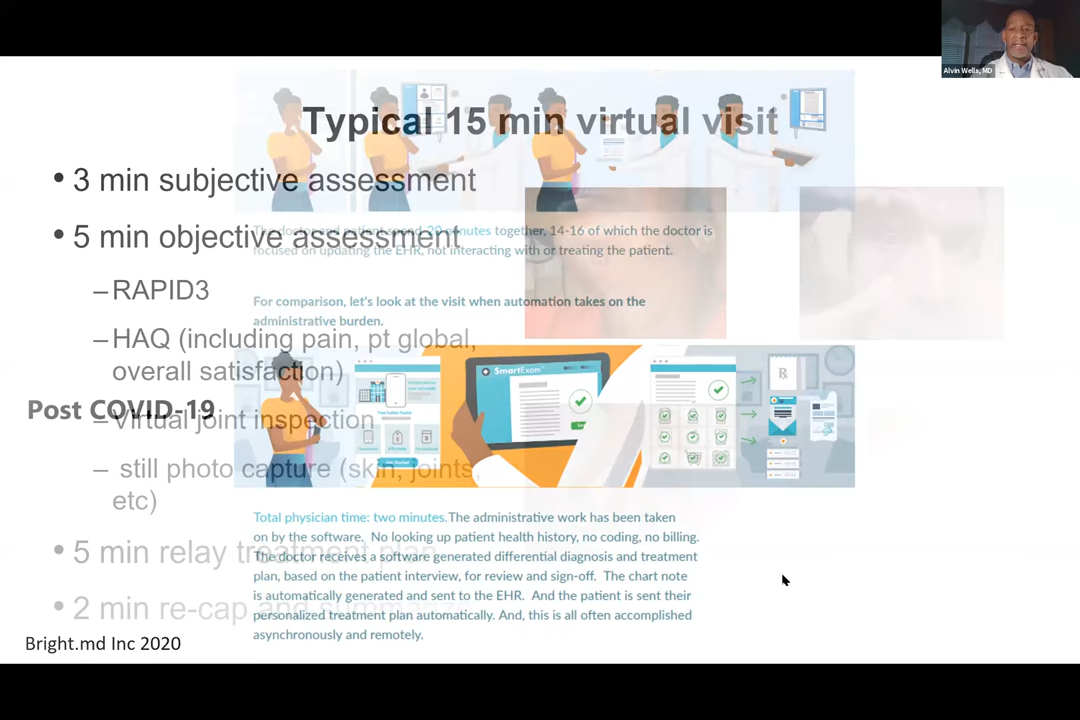 Alvin Wells, MD
Typical 15 min virtual visit
• 3 min subjective assessment
• 5 min objective assessment
– RAPID3
– HAQ (including pain, pt global,
overall satisfaction)
– Virtual joint inspection
– still photo capture (skin, joints,
etc)
• 5 min relay treatment plan
• 2 min re-cap and
The doctor and patient spend 20 minutes together, 14-16 of which the doctor is
focused on updating the EHR, not interacting with or treating the patient.
For comparison, let's look at the visit when automation takes on the
administrative burden.
SmartExam
Post COVID-19
Total physician time: two minutes. The administrative work has been taken
on by the software. No looking up patient health history, no coding, no billing.
The doctor receives a software generated differential diagnosis and treatment
plan, based on the patient interview, for review and sign-off. The chart note
is automatically generated and sent to the EHR. And the patient is sent their
personalized treatment plan automatically. And, this is all often accomplished
asynchronously and remotely.
Bright.md Inc 2020